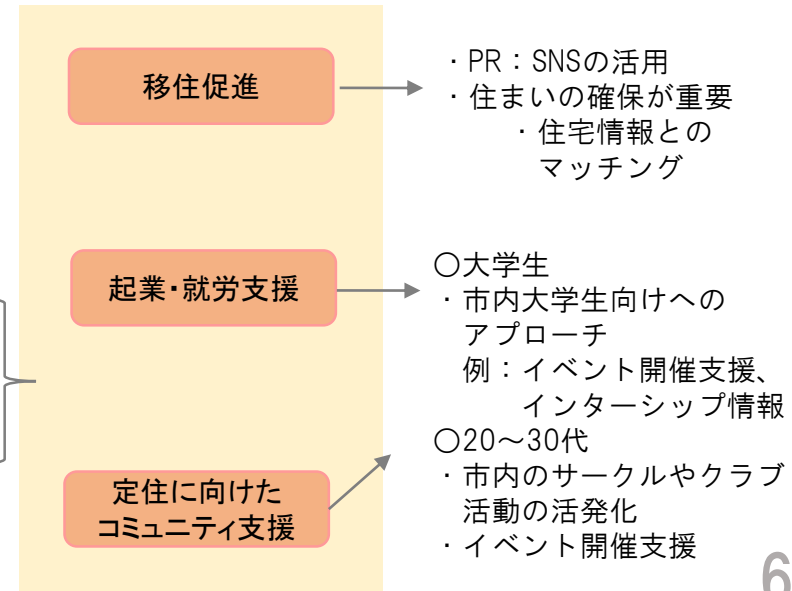 移住促進
・PR：SNSの活用
・住まいの確保が重要
・住宅情報との
マッチング
起業・就労支援
〇大学生
・市内大学生向けへの
アプローチ
例：イベント開催支援、
インターシップ情報
〇20～30代
・市内のサークルやクラブ
活動の活発化
・イベント開催支援
定住に向けた
コミュニティ支援
6